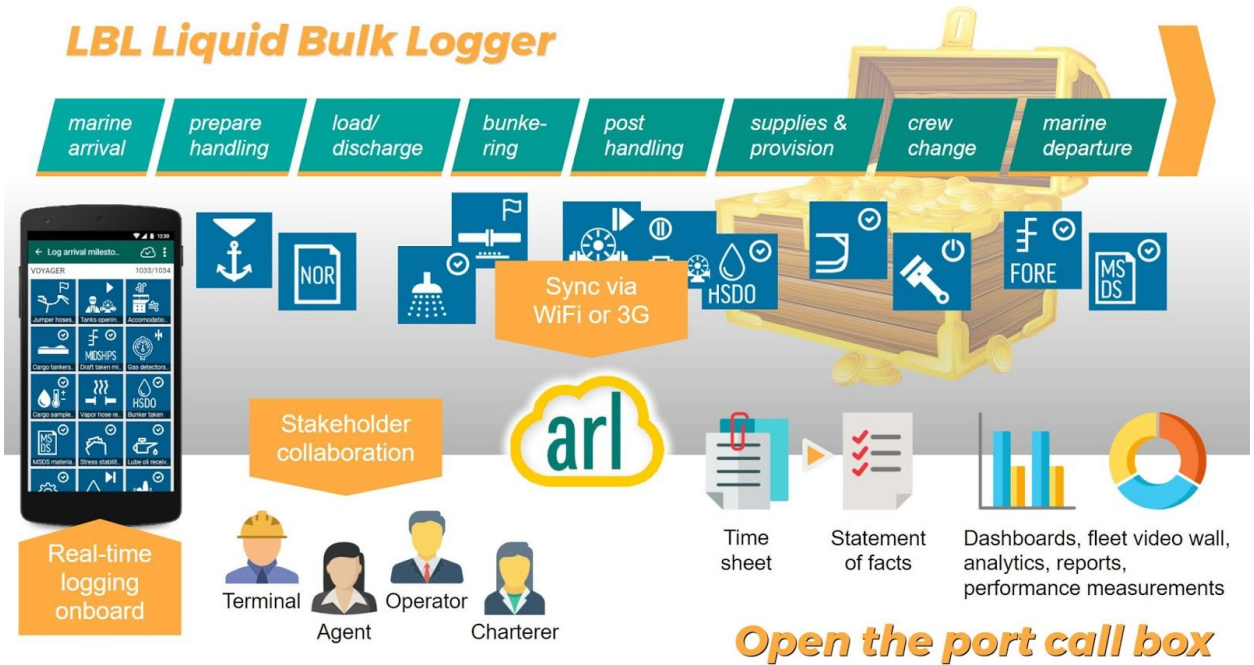 LBL Liquid Bulk Logger
marine
arrival
prepare
handling
load/
discharge
bunke-
ring
post
handling
supplies &
provision
crew
change
marine
departure
12:30
Log arrival milesto..
VOYAGER 1033/1034
Jumper hoses.. Tanks openin.. Accomodatio..
MIDSHPS
Cargo tankers.. Draft taken mi.. Gas detectors..
HSDO
Cargo sample.. Vapor hose re.. Bunker taken
MS
DS
MSDS materia.. Stress stabilit.. Lube oil receiv..
NOR
HSDO
FORE
MS
DS
Sync via
WiFi or 3G
arl
Stakeholder
collaboration
Real-time
logging
onboard
Terminal
Agent
Operator
Charterer
Time
sheet
Statement
of facts
Dashboards, fleet video wall,
analytics, reports,
performance measurements
Open the port call box